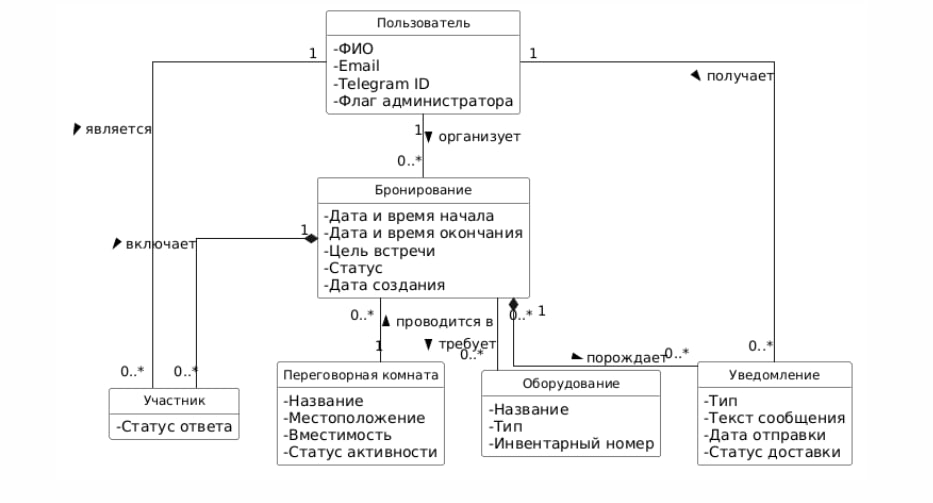 Пользователь
-ФИО
-Email
-Telegram ID
-Флаг администратора
1
1
получает
является
1
организует
0..*
Бронирование
-Дата и время начала
-Дата и время окончания
-Цель встречи
-Статус
-Дата создания
1
включает
0..*
проводится в
1
0..*
1
требует
0..*
порождает
0..*
0..*
0..*
0..*
Участник
-Статус ответа
Переговорная комната
-Название
-Местоположение
-Вместимость
-Статус активности
Оборудование
-Название
-Тип
-Инвентарный номер
Уведомление
-Тип
-Текст сообщения
-Дата отправки
-Статус доставки